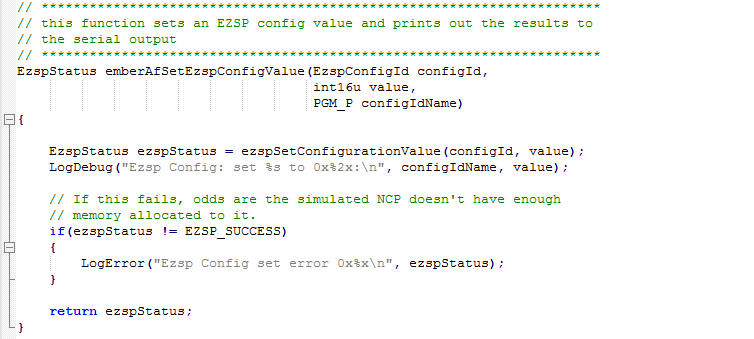 // **********************************************************************
// this function sets an EZSP config value and prints out the results to
// the serial output
// **********************************************************************
EzspStatus emberAfSetEzspConfigValue(EzspConfigId configId,
                                     int16u value,
                                     PGM_P configIdName)
{

    EzspStatus ezspStatus = ezspSetConfigurationValue(configId, value);
    LogDebug("Ezsp Config: set %s to 0x%2x:\n", configIdName, value);

    // If this fails, odds are the simulated NCP doesn't have enough
    // memory allocated to it.
    if(ezspStatus != EZSP_SUCCESS)
    {
        LogError("Ezsp Config set error 0x%x\n", ezspStatus);
    }

    return ezspStatus;
}